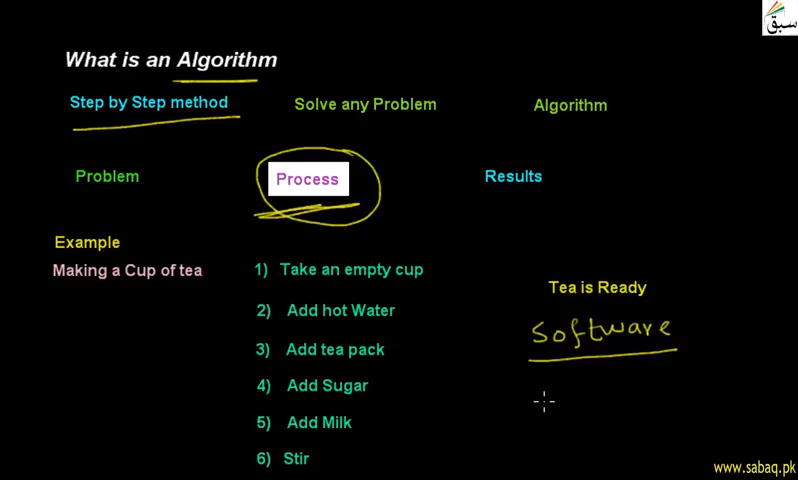 سبق
What is an Algorithm
Step by Step method Solve any Problem Algorithm
Problem Process Results
Example
Making a Cup of tea
1) Take an empty cup
2) Add hot Water
3) Add tea pack
4) Add Sugar
5) Add Milk
6) Stir
Tea is Ready
Software
www.sabaq.pk